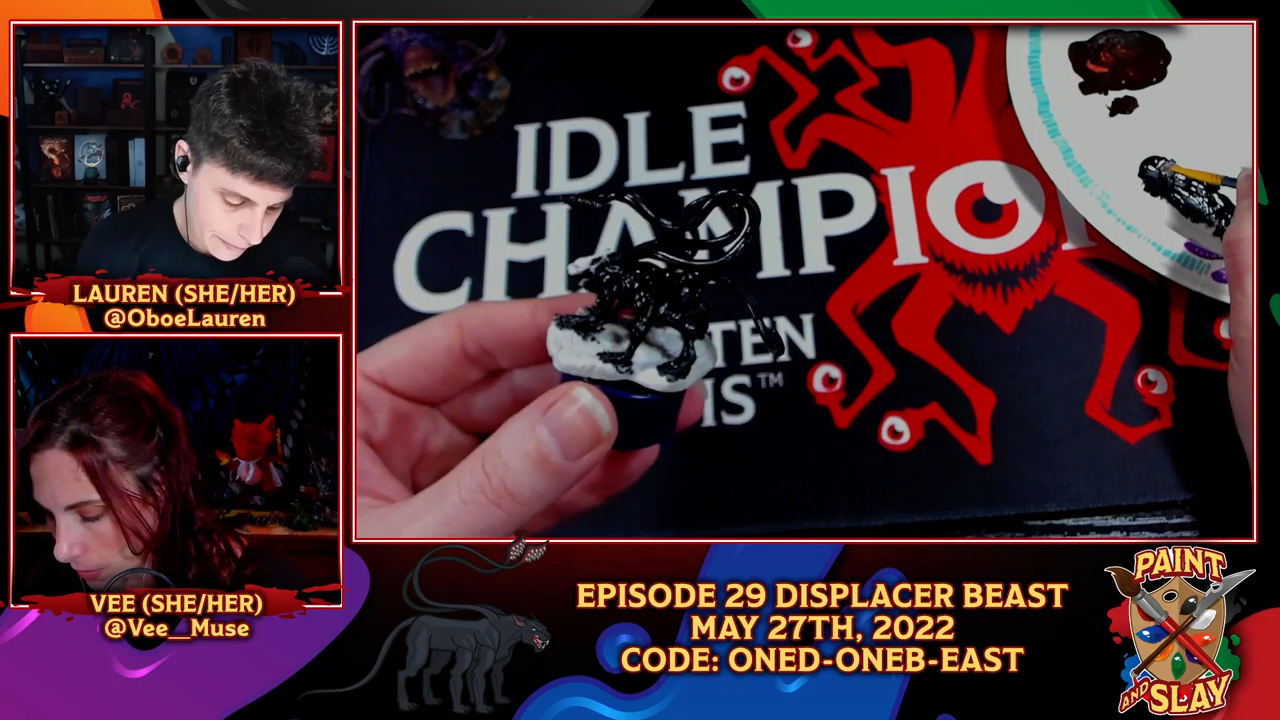 LAUREN (SHE/HER)
@OboeLauren
VEE (SHE/HER)
@Vee__Muse
IDLE
CHAMPIO
TEN
IS™
EPISODE 29 DISPLACER BEAST
MAY 27TH, 2022
CODE: ONED-ONEB-EAST
PAINT
AND SLAY